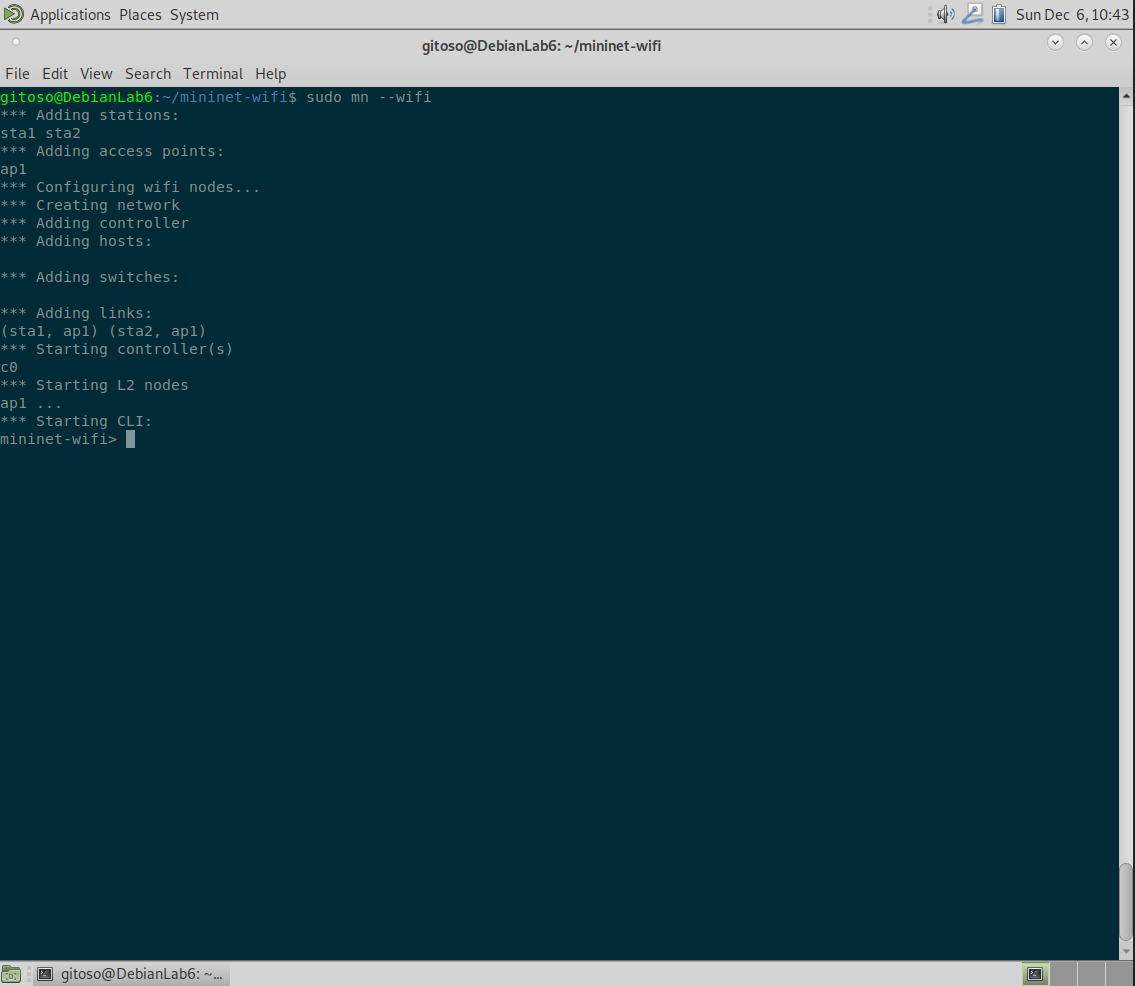 Applications Places System
Sun Dec 6, 10:43
gitoso@DebianLab6: ~/mininet-wifi
File Edit View Search Terminal Help
gitoso@DebianLab6:~/mininet-wifi$ sudo mn --wifi
*** Adding stations:
sta1 sta2
*** Adding access points:
ap1
*** Configuring wifi nodes...
*** Creating network
*** Adding controller
*** Adding hosts:
*** Adding switches:
*** Adding links:
(sta1, ap1) (sta2, ap1)
*** Starting controller(s)
c0
*** Starting L2 nodes
ap1 ...
*** Starting CLI:
mininet-wifi>
gitoso@DebianLab6: ~...